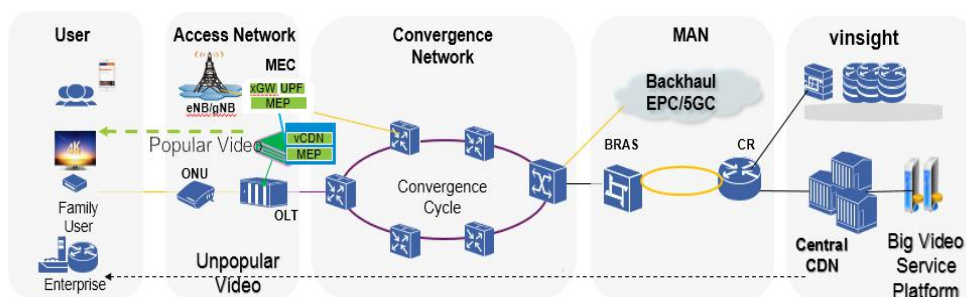 User
Access Network
Convergence
Network
MAN
vinsight
MEC
xGW UPF
MEP
eNB/gNB
Backhaul
EPC/5GC
4K
Popular Video
vCDN
MEP
BRAS
CR
ONU
Convergence
Cycle
OLT
Family
User
Unpopular
Video
Central
CDN
Big Video
Service
Platform
Enterprise